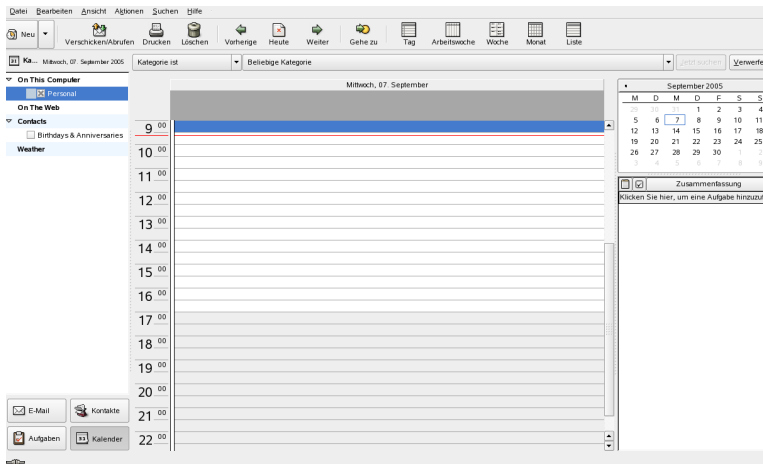 Datei Bearbeiten Ansicht Aktionen Suchen Hilfe
Neu Verschicken/Abrufen Drucken Löschen Vorherige Heute Weiter Gehe zu Tag Arbeitswoche Woche Monat Liste
31 Ka... Mittwoch, 07. September 2005 Kategorie ist Beliebige Kategorie Jetzt suchen Verwerfe
On This Computer
Personal
On The Web
Contacts
Birthdays & Anniversaries
Weather
E-Mail Kontakte
Aufgaben 31 Kalender
Mittwoch, 07. September
9 00
10 00
11 00
12 00
13 00
14 00
15 00
16 00
17 00
18 00
19 00
20 00
21 00
22 00
September 2005
M D M D F S S
29 30 31 1 2 3 4
5 6 7 8 9 10 11
12 13 14 15 16 17 18
19 20 21 22 23 24 25
26 27 28 29 30 1 2
3 4 5 6 7 8 9
Zusammenfassung
Klicken Sie hier, um eine Aufgabe hinzuzuf